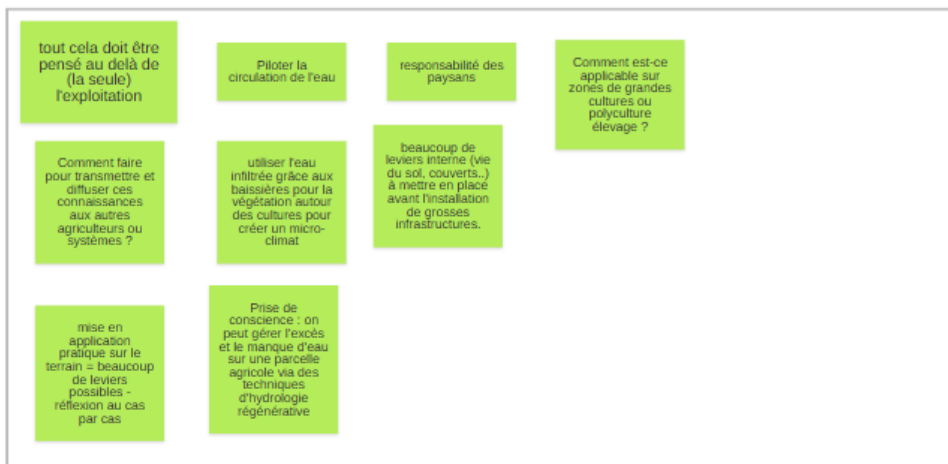 tout cela doit être
pensé au delà de
(la seule)
l'exploitation
Piloter la
circulation de l'eau
responsabilité des
paysans
Comment est-ce
applicable sur
zones de grandes
cultures ou
polyculture
élevage ?
Comment faire
pour transmettre et
diffuser ces
connaissances
aux autres
agriculteurs ou
systèmes ?
utiliser l'eau
infiltrée grâce aux
baissières pour la
végétation autour
des cultures pour
créer un micro-
climat
beaucoup de
leviers interne (vie
du sol, couverts..)
à mettre en place
avant l'installation
de grosses
infrastructures.
mise en
application
pratique sur le
terrain = beaucoup
de leviers
possibles -
réflexion au cas
par cas
Prise de
conscience : on
peut gérer l'excés
et le manque d'eau
sur une parcelle
agricole via des
techniques
d'hydrologie
régénérative